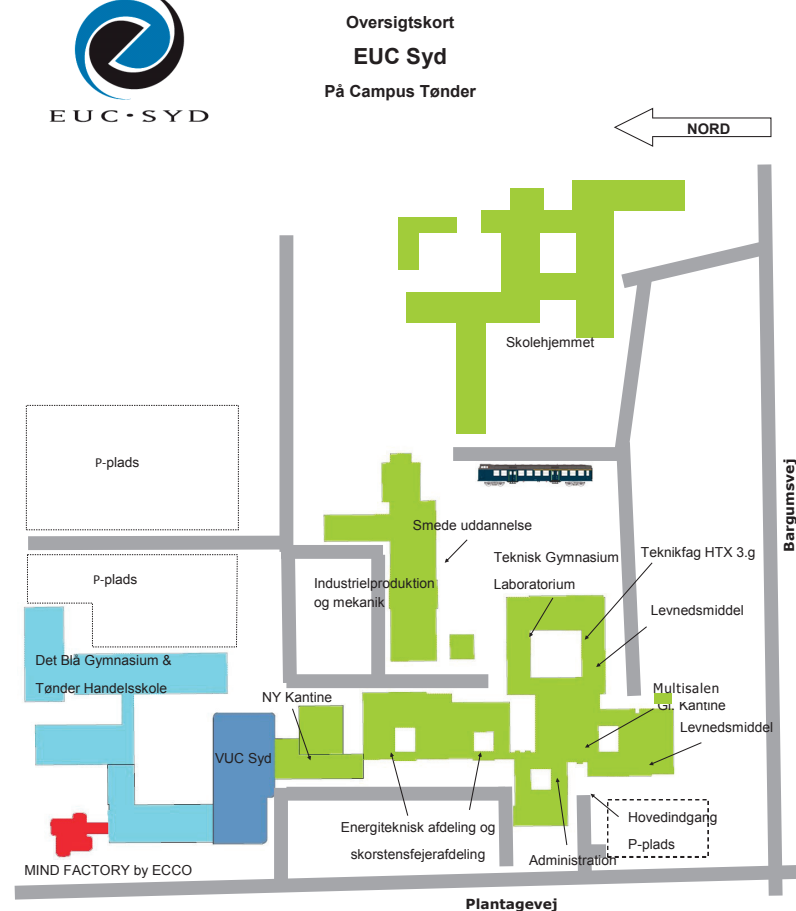 Oversigtskort
EUC Syd
På Campus Tønder
EUC·SYD
NORD
Skolehjemmet
P-plads
Bargumsvej
Smede uddannelse
Teknisk Gymnasium
Laboratorium
Teknikfag HTX 3.g
P-plads
Industrielproduktion
og mekanik
Levnedsmiddel
Det Blå Gymnasium &
Tønder Handelsskole
NY Kantine
Multisalen
Gl. Kantine
Levnedsmiddel
VUC Syd
Hovedindgang
P-plads
Energiteknisk afdeling og
skorstensfejerafdeling
Administration
MIND FACTORY by ECCO
Plantagevej